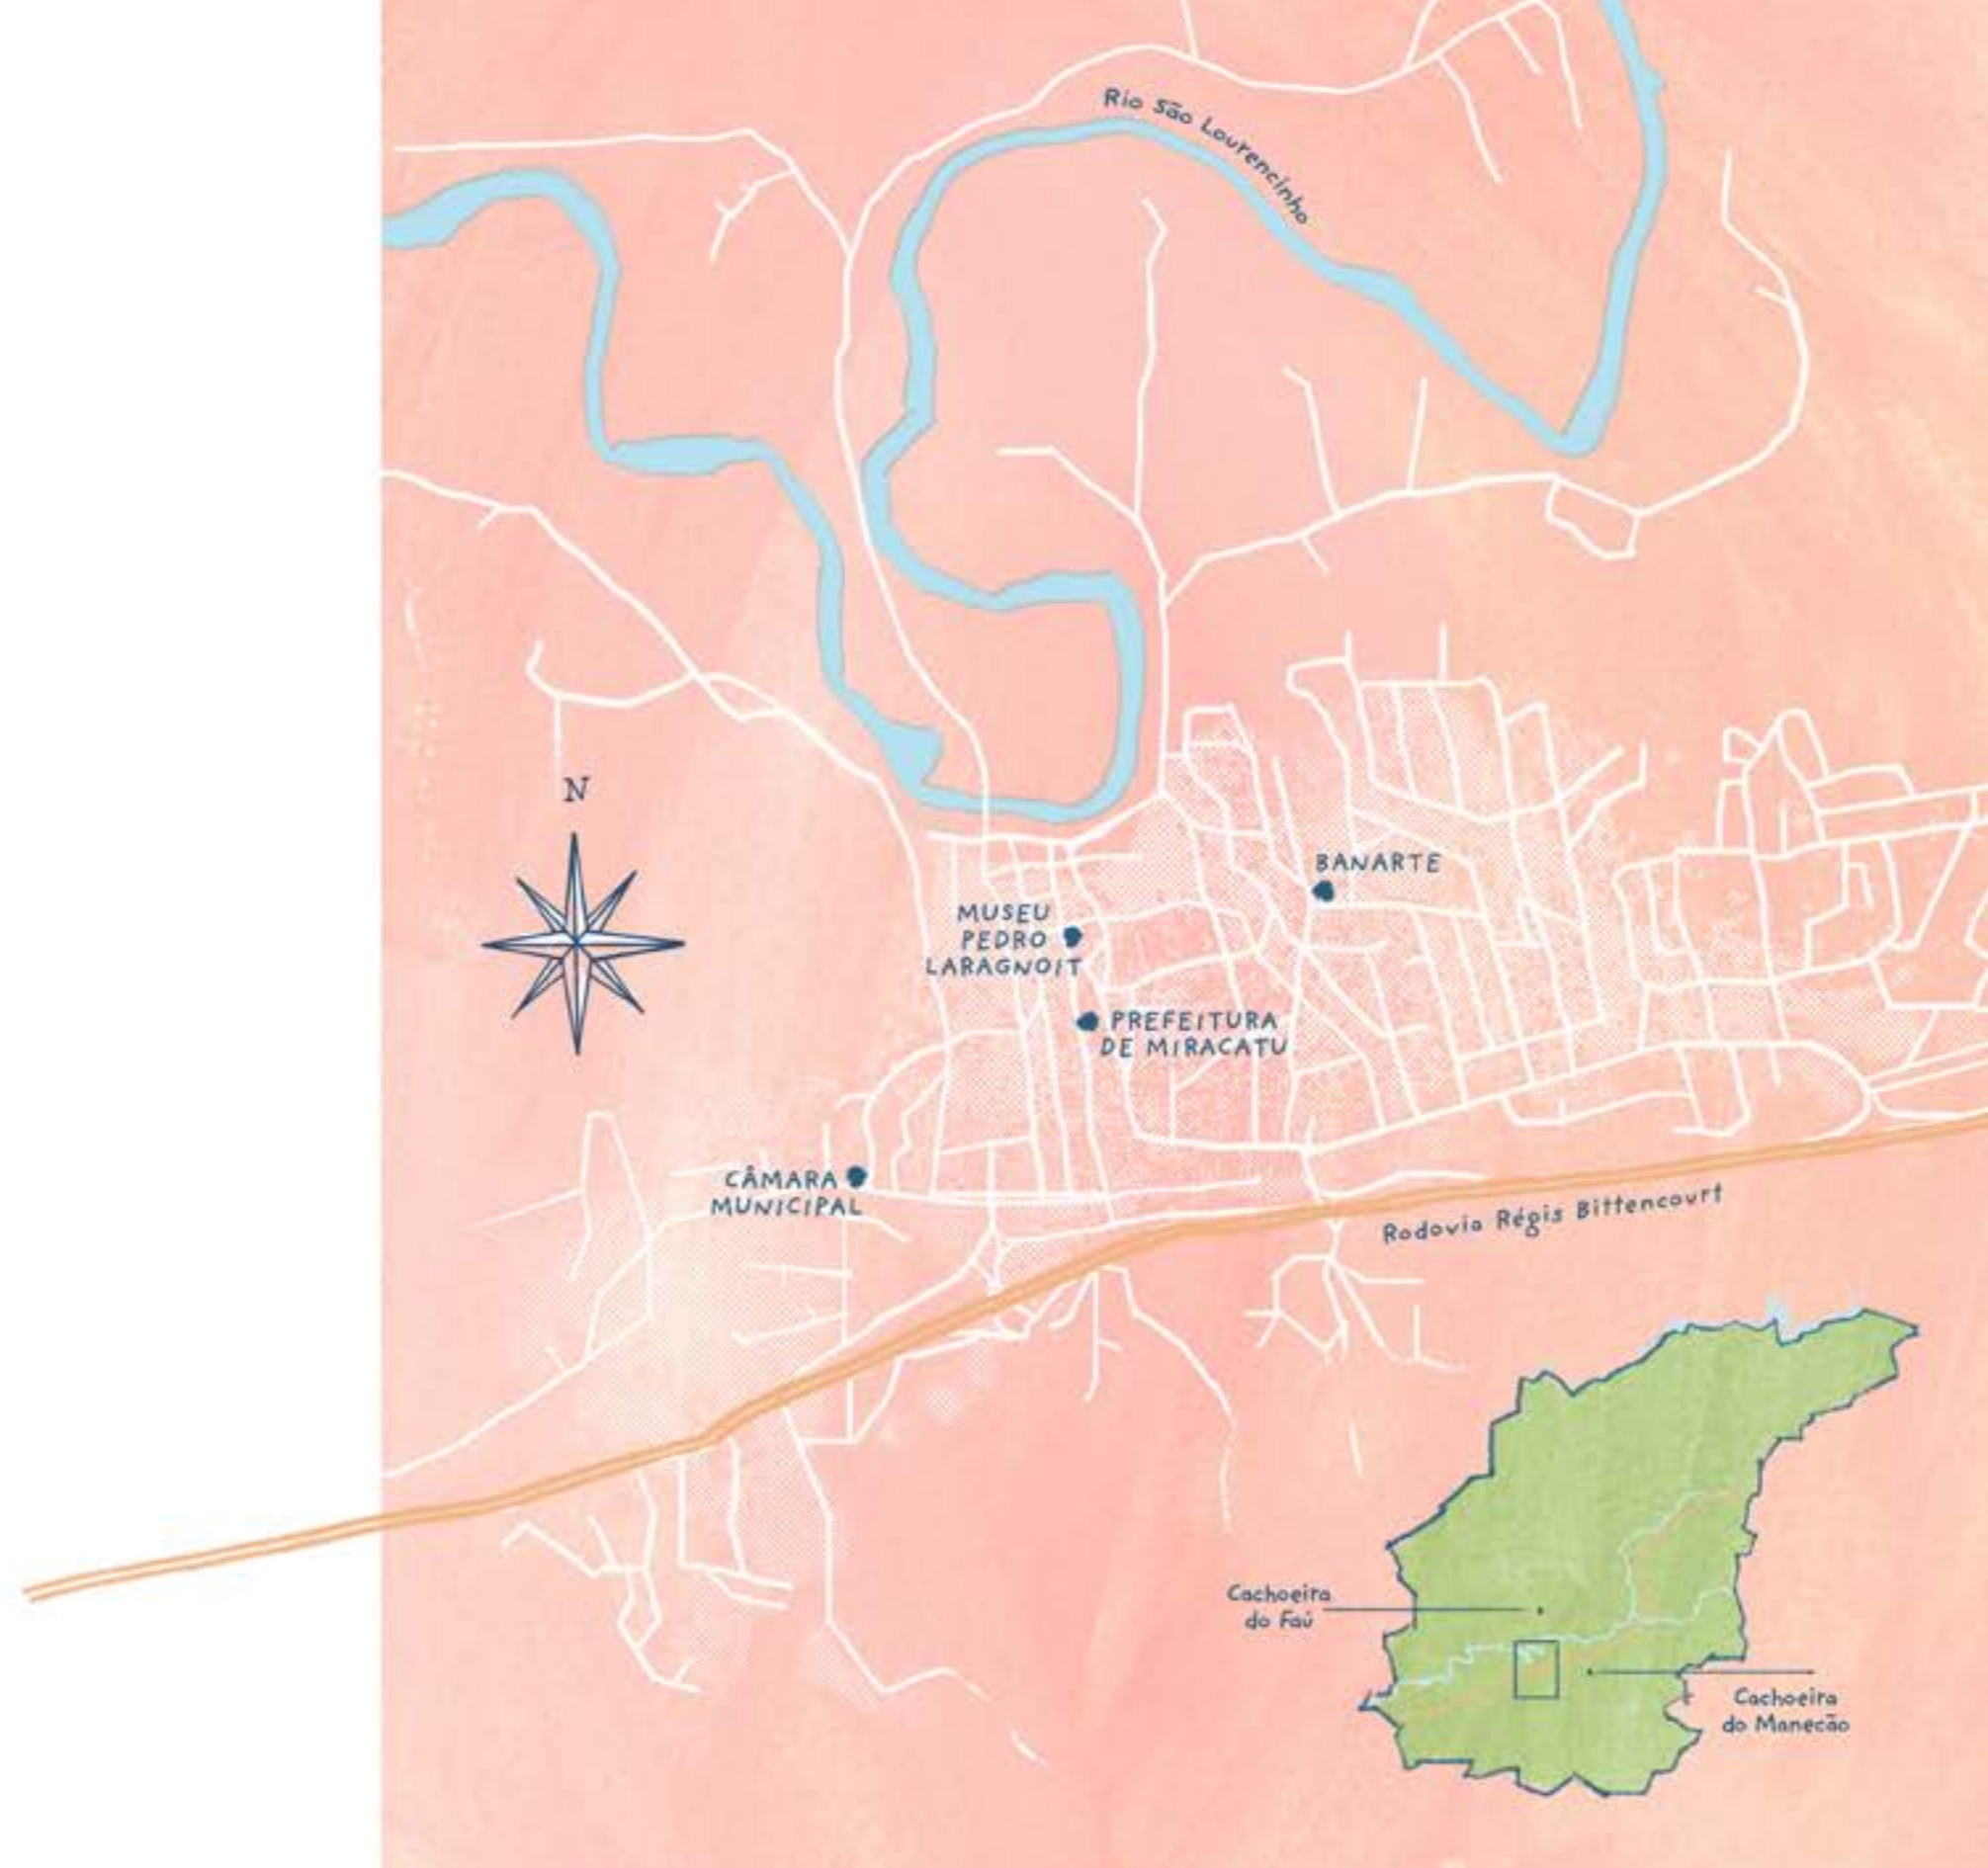 Rio São Lourencinho
N
BANARTE
MUSEU
PEDRO
LARAGNOIT
PREFEITURA
DE MIRACATU
CÂMARA
MUNICIPAL
Rodovia Régis Bittencourt
Cachoeira
do Faú
Cachoeira
do Manecão